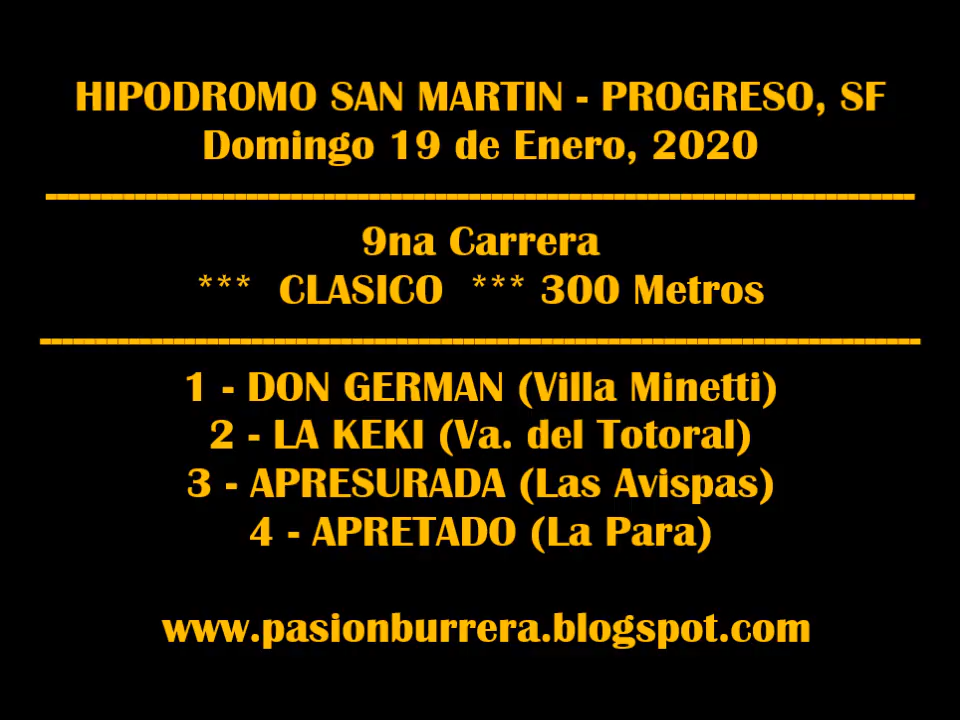 HIPODROMO SAN MARTIN - PROGRESO, SF
Domingo 19 de Enero, 2020
--------------------------------------------------------------------------------
9na Carrera
*** CLASICO *** 300 Metros
---------------------------------------------------------------------------------
1 - DON GERMAN (Villa Minetti)
2 - LA KEKI (Va. del Totoral)
3 - APRESURADA (Las Avispas)
4 - APRETADO (La Para)
www.pasionburrera.blogspot.com